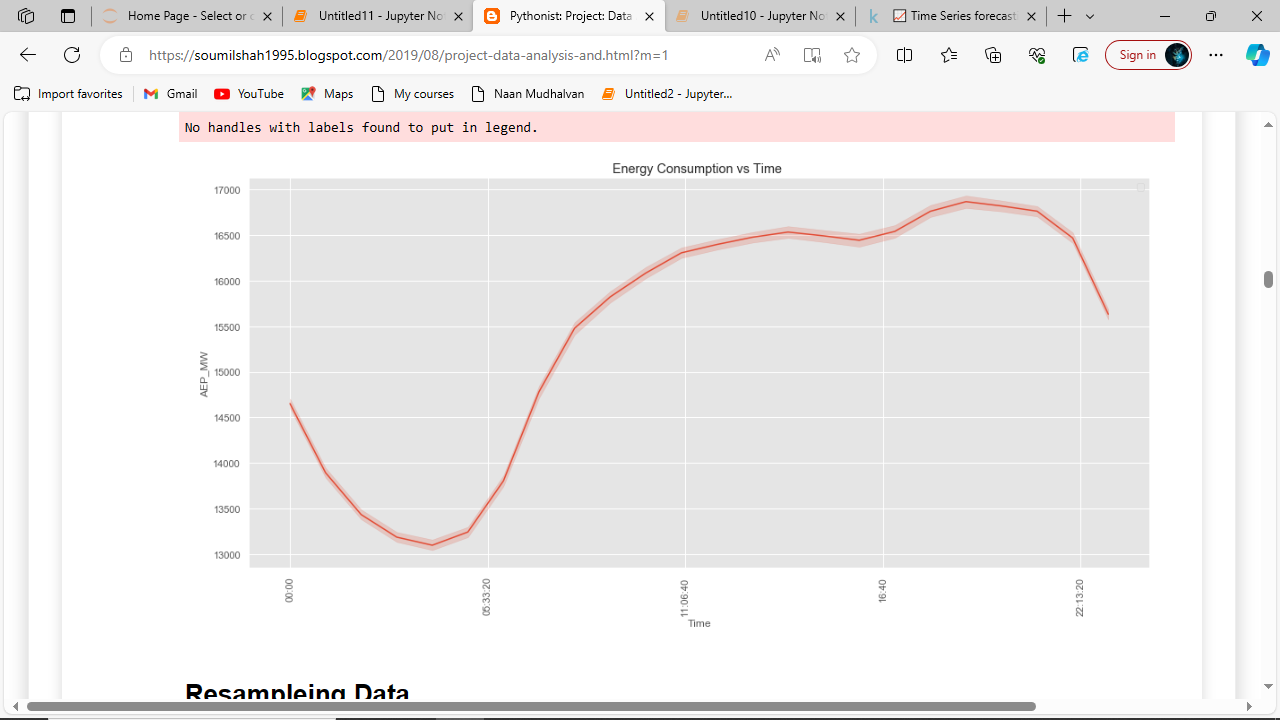 Home Page - Select or c
Untitled11 - Jupyter No
Pythonist: Project: Data
Untitled10 - Jupyter No
Time Series forecast
https://soumilshah1995.blogspot.com/2019/08/project-data-analysis-and.html?m=1
Sign in
Import favorites
Gmail
YouTube
Maps
My courses
Naan Mudhalvan
Untitled2 - Jupyter...
No handles with labels found to put in legend.
Energy Consumption vs Time
17000
16500
16000
15500
15000
14500
14000
13500
13000
AEP_MW
00:00
05:33:20
11:06:40
16:40
22:13:20
Time
Resampleing Data